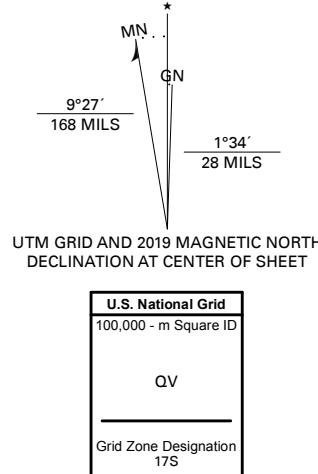 MN
GN
9°27´
168 MILS
1°34´
28 MILS
UTM GRID AND 2019 MAGNETIC NORTH
DECLINATION AT CENTER OF SHEET
U.S. National Grid
100,000 - m Square ID
QV
Grid Zone Designation
17S